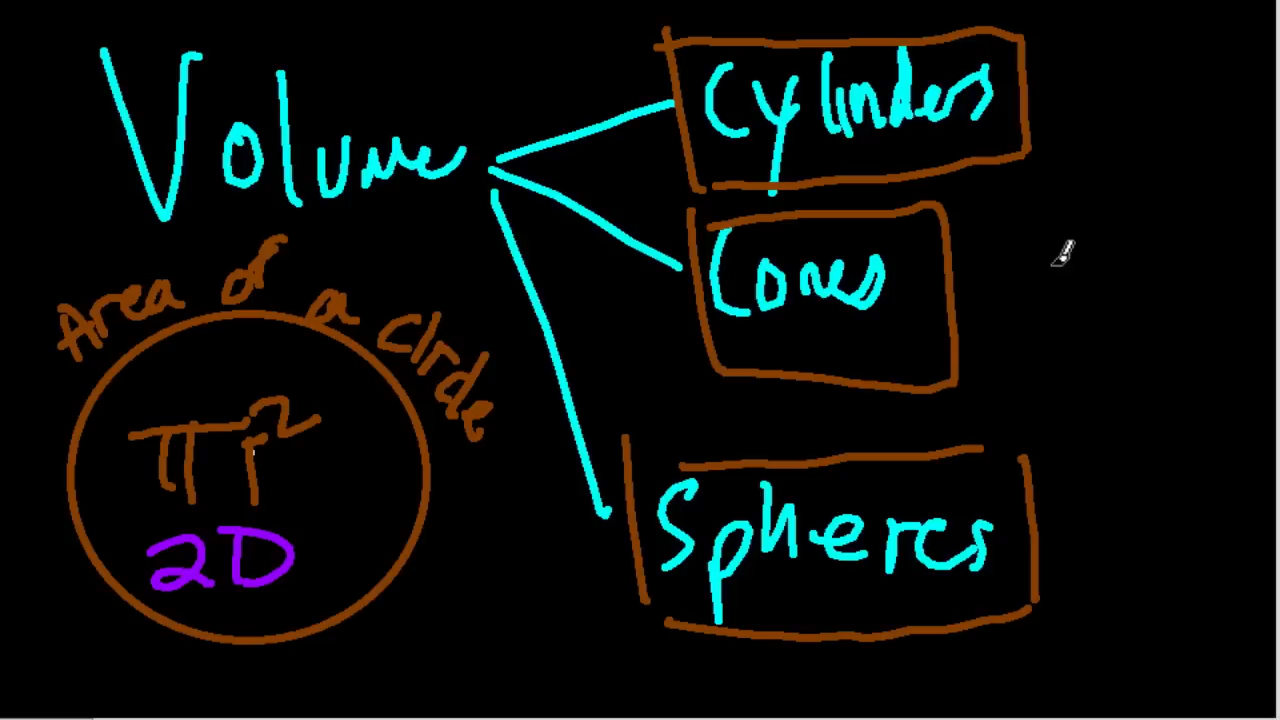 Volume
Cylinders
Cones
Spheres
Area of a Circle
πr²
2D